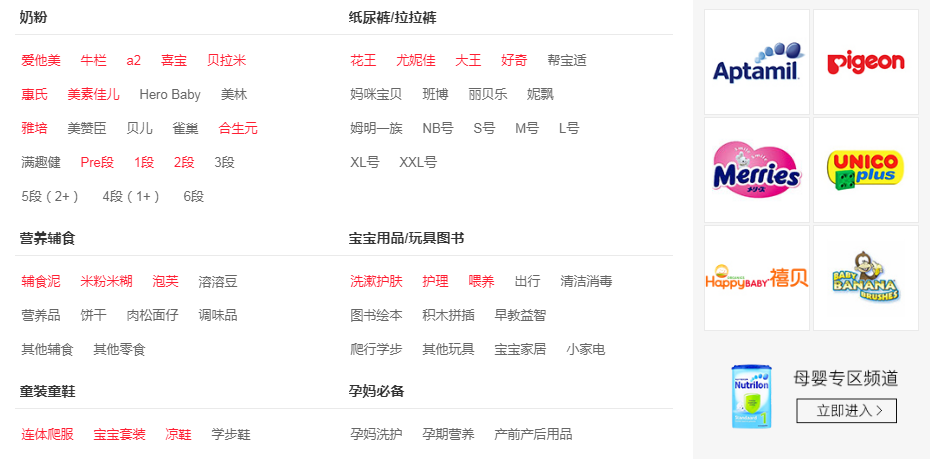 奶粉
爱他美 牛栏 a2 喜宝 贝拉米
惠氏 美素佳儿 Hero Baby 美林
雅培 美赞臣 贝儿 雀巢 合生元
满趣健 Pre段 1段 2段 3段
5段 ( 2+ ) 4段 ( 1+ ) 6段
纸尿裤/拉拉裤
花王 尤妮佳 大王 好奇 帮宝适
妈咪宝贝 班博 丽贝乐 妮飘
姆明一族 NB号 S号 M号 L号
XL号 XXL号
营养辅食
辅食泥 米粉米糊 泡芙 溶溶豆
营养品 饼干 肉松面仔 调味品
其他辅食 其他零食
宝宝用品/玩具图书
洗漱护肤 护理 喂养 出行 清洁消毒
图书绘本 积木拼插 早教益智
爬行学步 其他玩具 宝宝家居 小家电
童装童鞋
连体爬服 宝宝套装 凉鞋 学步鞋
孕妈必备
孕妈洗护 孕期营养 产前产后用品
Aptamil
Pigeon
Merries
メリーズ
UNICO
plus
HappyBABY 禧贝
BABY
BANANA
BRUSHES
Nutrilon
1
母婴专区频道
立即进入 >